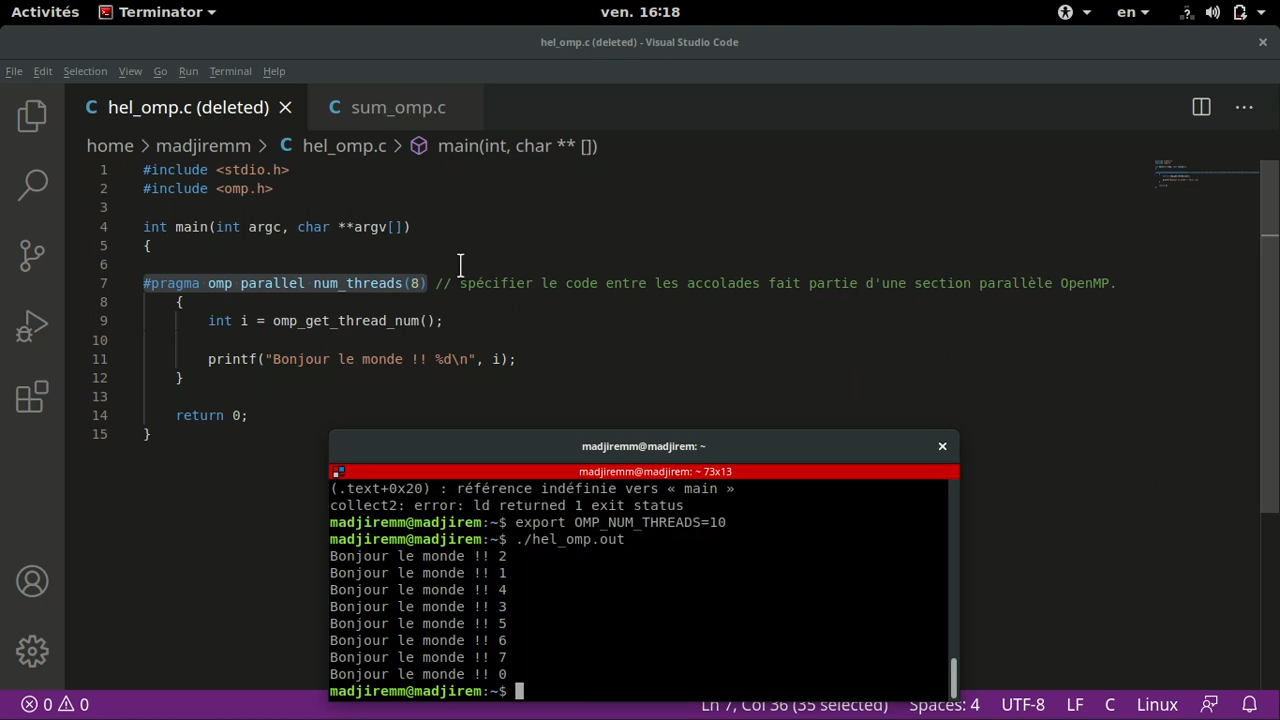 Activités Terminator ven. 16:18 en
hel_omp.c (deleted) - Visual Studio Code
File Edit Selection View Go Run Terminal Help
hel_omp.c (deleted) sum_omp.c
home > madjiremm > hel_omp.c > main(int, char ** [])
1 #include <stdio.h>
2 #include <omp.h>
3
4 int main(int argc, char **argv[])
5 {
6
7 #pragma omp parallel num_threads(8) // spécifier le code entre les accolades fait partie d'une section parallèle OpenMP.
8 {
9 int i = omp_get_thread_num();
10
11 printf("Bonjour le monde !! %d\n", i);
12 }
13
14 return 0;
15 }
madjiremm@madjirem: ~
madjiremm@madjirem: ~ 73x13
(.text+0x20) : référence indéfinie vers « main »
collect2: error: ld returned 1 exit status
madjiremm@madjirem:~$ export OMP_NUM_THREADS=10
madjiremm@madjirem:~$ ./hel_omp.out
Bonjour le monde !! 2
Bonjour le monde !! 1
Bonjour le monde !! 4
Bonjour le monde !! 3
Bonjour le monde !! 5
Bonjour le monde !! 6
Bonjour le monde !! 7
Bonjour le monde !! 0
madjiremm@madjirem:~$
0 0 Ln 7, Col 36 (35 selected) Spaces: 4 UTF-8 LF C Linux